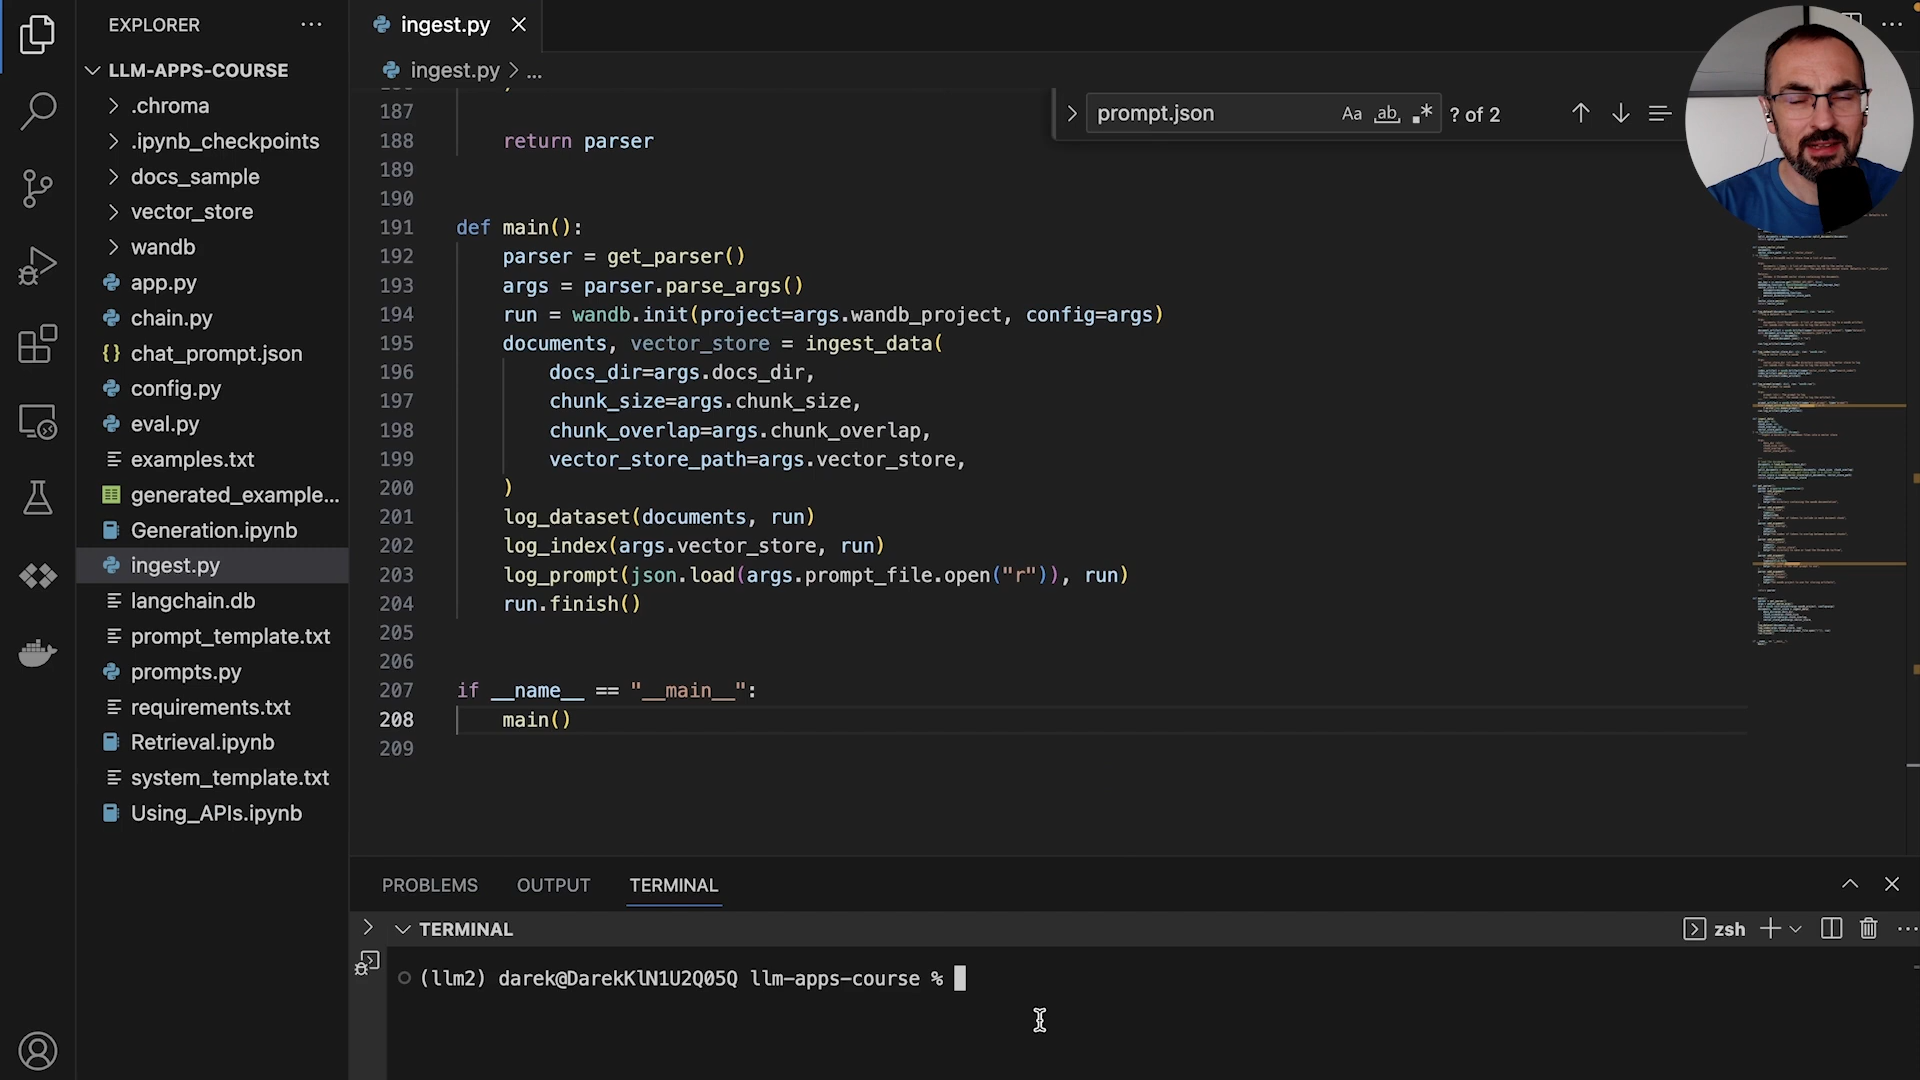 EXPLORER
LLM-APPS-COURSE
.chroma
.ipynb_checkpoints
docs_sample
vector_store
wandb
app.py
chain.py
chat_prompt.json
config.py
eval.py
examples.txt
generated_example...
Generation.ipynb
ingest.py
langchain.db
prompt_template.txt
prompts.py
requirements.txt
Retrieval.ipynb
system_template.txt
Using_APIs.ipynb
ingest.py
ingest.py > ...
prompt.json Aa ab .* ? of 2
187
188 return parser
189
190
191 def main():
192 parser = get_parser()
193 args = parser.parse_args()
194 run = wandb.init(project=args.wandb_project, config=args)
195 documents, vector_store = ingest_data(
196 docs_dir=args.docs_dir,
197 chunk_size=args.chunk_size,
198 chunk_overlap=args.chunk_overlap,
199 vector_store_path=args.vector_store,
200 )
201 log_dataset(documents, run)
202 log_index(args.vector_store, run)
203 log_prompt(json.load(args.prompt_file.open("r")), run)
204 run.finish()
205
206
207 if __name__ == "__main__":
208 main()
209
PROBLEMS OUTPUT TERMINAL
TERMINAL zsh
(llm2) darek@DarekKlN1U2Q05Q llm-apps-course %